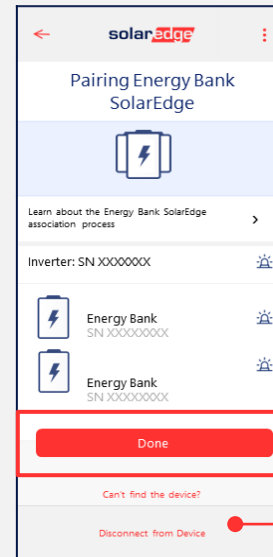 solaredge
Pairing Energy Bank
SolarEdge
Learn about the Energy Bank SolarEdge
association process
Inverter: SN XXXXXXX
Energy Bank
SN XXXXXXXX
Energy Bank
SN XXXXXXXX
Done
Can't find the device?
Disconnect from Device